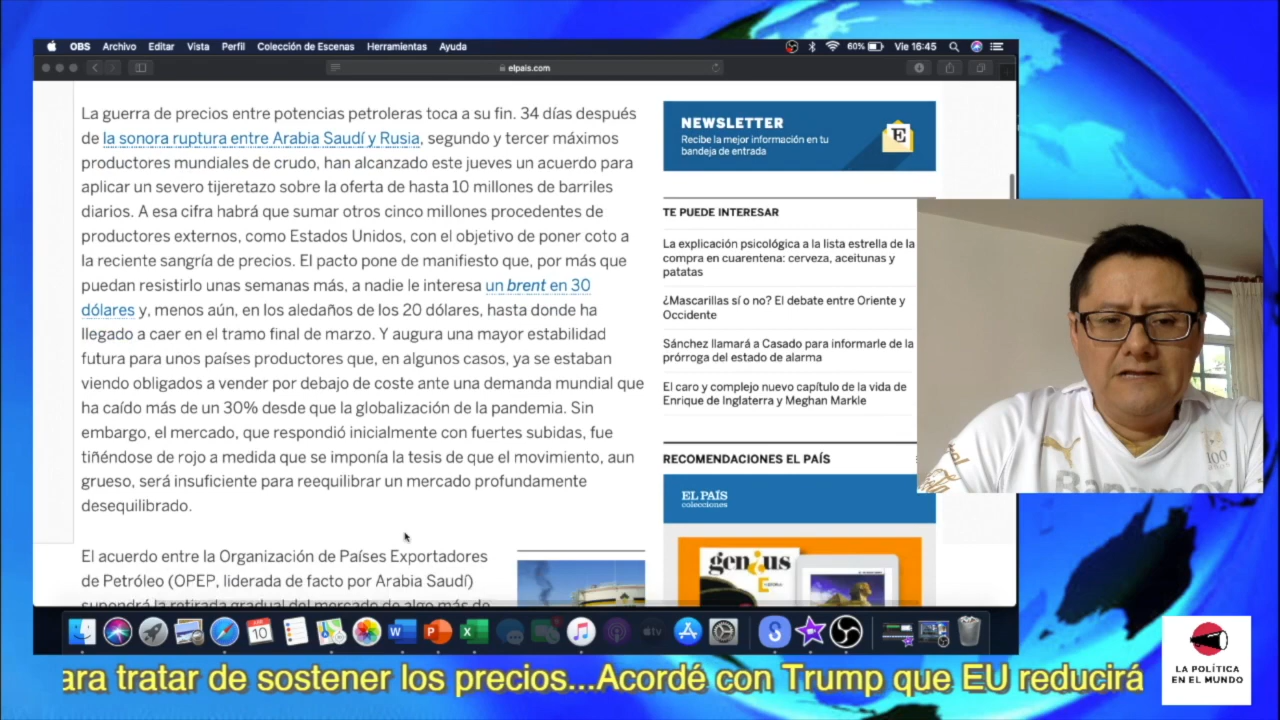 OBS Archivo Editar Vista Perfil Colección de Escenas Herramientas Ayuda 60% Vie 16:45
elpais.com
La guerra de precios entre potencias petroleras toca a su fin. 34 días después
de la sonora ruptura entre Arabia Saudí y Rusia, segundo y tercer máximos
productores mundiales de crudo, han alcanzado este jueves un acuerdo para
aplicar un severo tijeretazo sobre la oferta de hasta 10 millones de barriles
diarios. A esa cifra habrá que sumar otros cinco millones procedentes de
productores externos, como Estados Unidos, con el objetivo de poner coto a
la reciente sangría de precios. El pacto pone de manifiesto que, por más que
puedan resistirlo unas semanas más, a nadie le interesa un brent en 30
dólares y, menos aún, en los aledaños de los 20 dólares, hasta donde ha
llegado a caer en el tramo final de marzo. Y augura una mayor estabilidad
futura para unos países productores que, en algunos casos, ya se estaban
viendo obligados a vender por debajo de coste ante una demanda mundial que
ha caído más de un 30% desde que la globalización de la pandemia. Sin
embargo, el mercado, que respondió inicialmente con fuertes subidas, fue
tiñéndose de rojo a medida que se imponía la tesis de que el movimiento, aun
grueso, será insuficiente para reequilibrar un mercado profundamente
desequilibrado.
El acuerdo entre la Organización de Países Exportadores
de Petróleo (OPEP, liderada de facto por Arabia Saudí)
supondrá la retirada gradual del mercado de algo más de
NEWSLETTER
Recibe la mejor información en tu
bandeja de entrada
E
TE PUEDE INTERESAR
La explicación psicológica a la lista estrella de la
compra en cuarentena: cerveza, aceitunas y
patatas
¿Mascarillas sí o no? El debate entre Oriente y
Occidente
Sánchez llamará a Casado para informarle de la
prórroga del estado de alarma
El caro y complejo nuevo capítulo de la vida de
Enrique de Inglaterra y Meghan Markle
RECOMENDACIONES EL PAÍS
EL PAÍS
colecciones
genius
100
Banamex
10
W P X
tv
ara tratar de sostener los precios...Acordé con Trump que EU reducirá
LA POLÍTICA
EN EL MUNDO